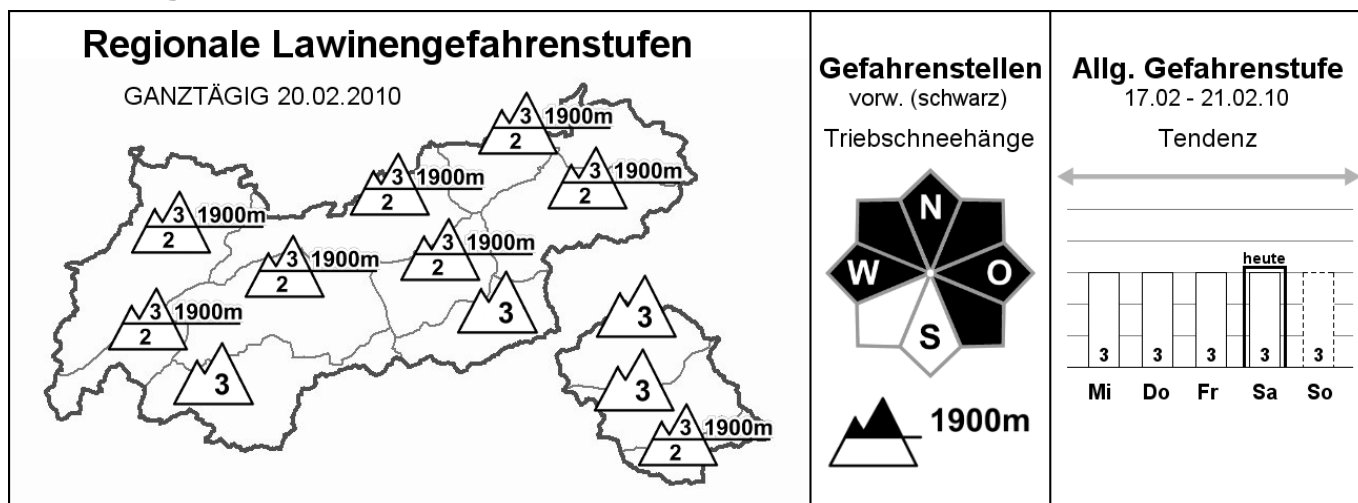 Regionale Lawinengefahrenstufen
GANZTÄGIG 20.02.2010
3 1900m
2
3 1900m
2
3 1900m
2
3 1900m
2
3 1900m
2
3 1900m
2
3 1900m
2
3
3
3 1900m
2
3
3
3 1900m
2
Gefahrenstellen
vorw. (schwarz)
Triebschneehänge
N
W O
S
1900m
Allg. Gefahrenstufe
17.02 - 21.02.10
Tendenz
heute
3 3 3 3 3
Mi Do Fr Sa So